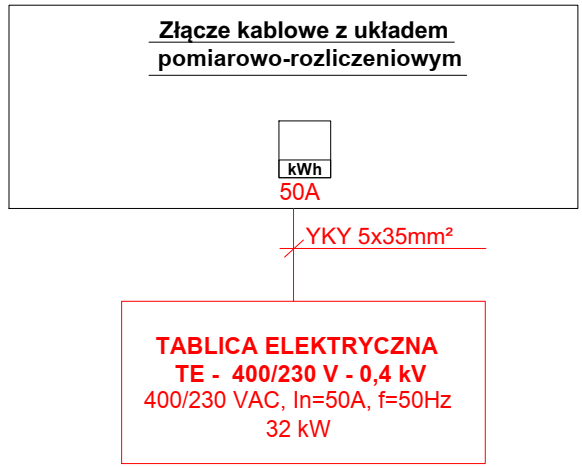 Złącze kablowe z układem
pomiarowo-rozliczeniowym
kWh
50A
YKY 5x35mm²
TABLICA ELEKTRYCZNA
TE - 400/230 V - 0,4 kV
400/230 VAC, In=50A, f=50Hz
32 kW